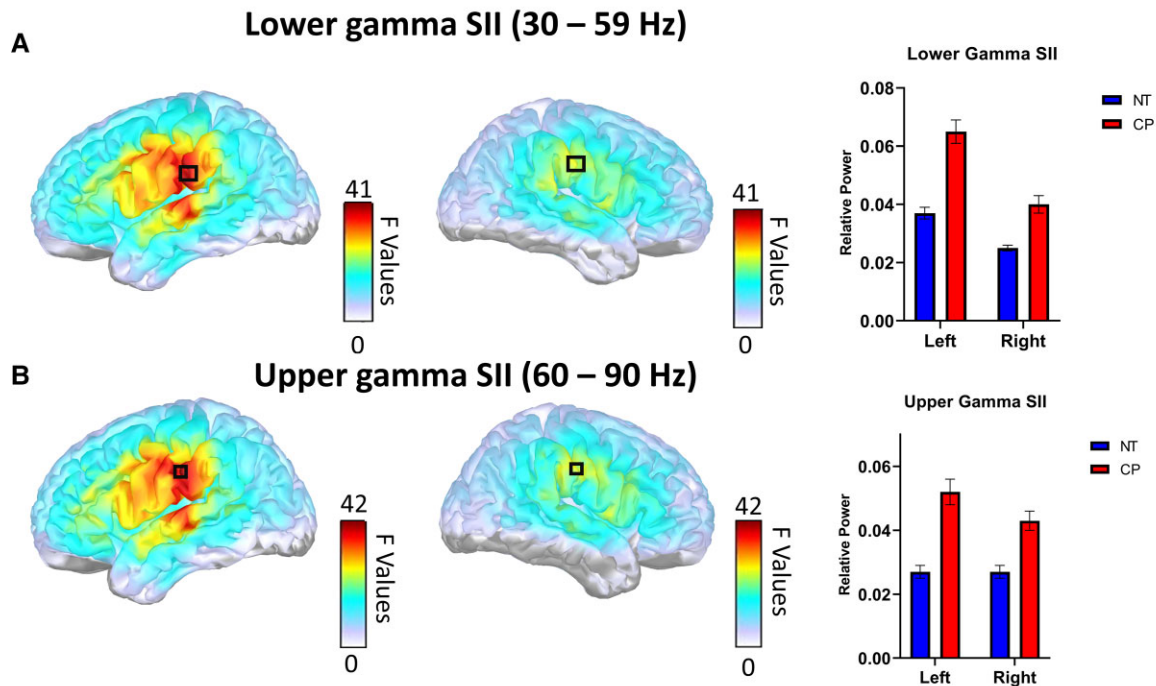 A
Lower gamma SII (30 – 59 Hz)
41
F Values
0
41
F Values
0
Lower Gamma SII
NT
CP
Relative Power
0.08
0.06
0.04
0.02
0.00
Left Right
B
Upper gamma SII (60 – 90 Hz)
42
F Values
0
42
F Values
0
Upper Gamma SII
NT
CP
Relative Power
0.06
0.04
0.02
0.00
Left Right